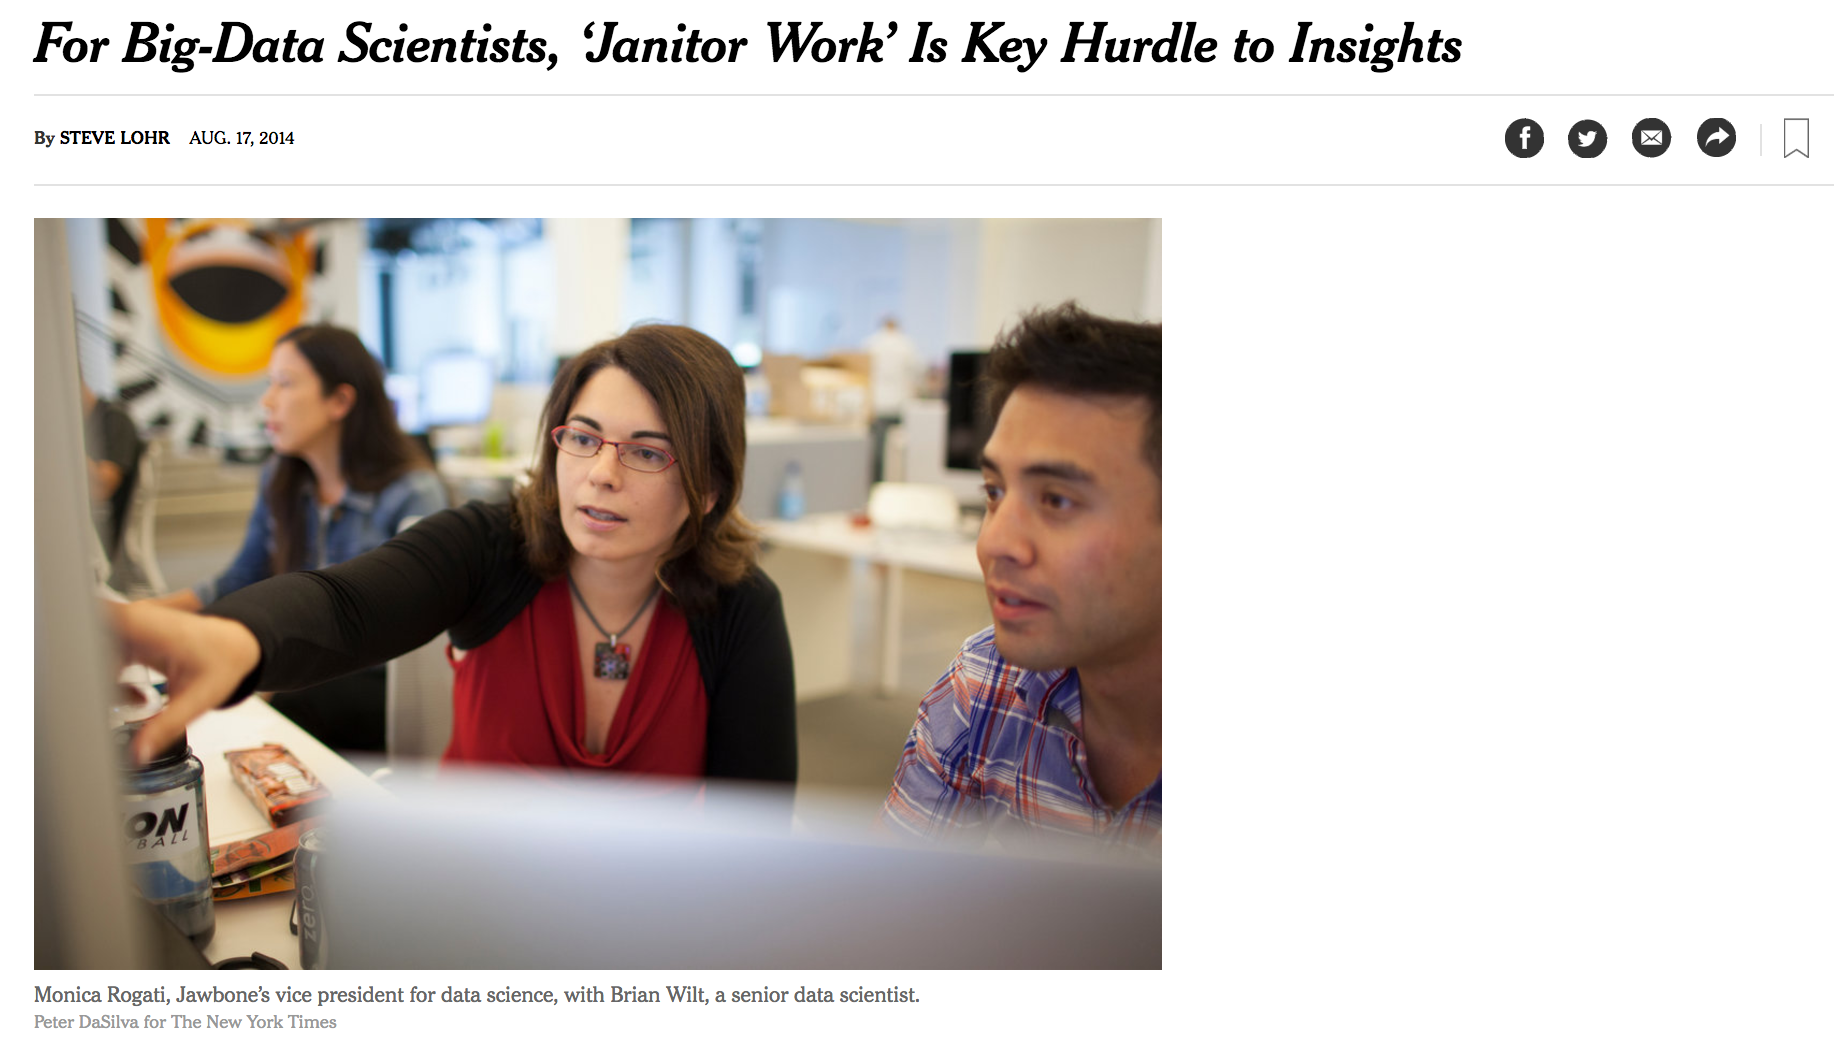 For Big-Data Scientists, ‘Janitor Work’ Is Key Hurdle to Insights
By STEVE LOHR AUG. 17, 2014
ON
BALL
zero
Monica Rogati, Jawbone’s vice president for data science, with Brian Wilt, a senior data scientist.
Peter DaSilva for The New York Times